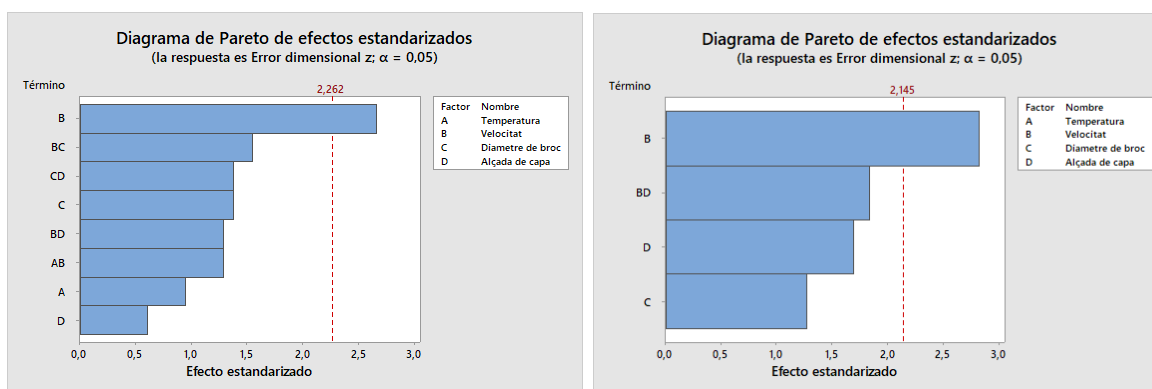 Diagrama de Pareto de efectos estandarizados
(la respuesta es Error dimensional z; α = 0,05)
Término
2,262
B
BC
CD
C
BD
AB
A
D
0,0 0,5 1,0 1,5 2,0 2,5 3,0
Efecto estandarizado
Factor Nombre
A Temperatura
B Velocitat
C Diametre de broc
D Alçada de capa
Diagrama de Pareto de efectos estandarizados
(la respuesta es Error dimensional z; α = 0,05)
Término
2,145
B
BD
D
C
0,0 0,5 1,0 1,5 2,0 2,5 3,0
Efecto estandarizado
Factor Nombre
A Temperatura
B Velocitat
C Diametre de broc
D Alçada de capa